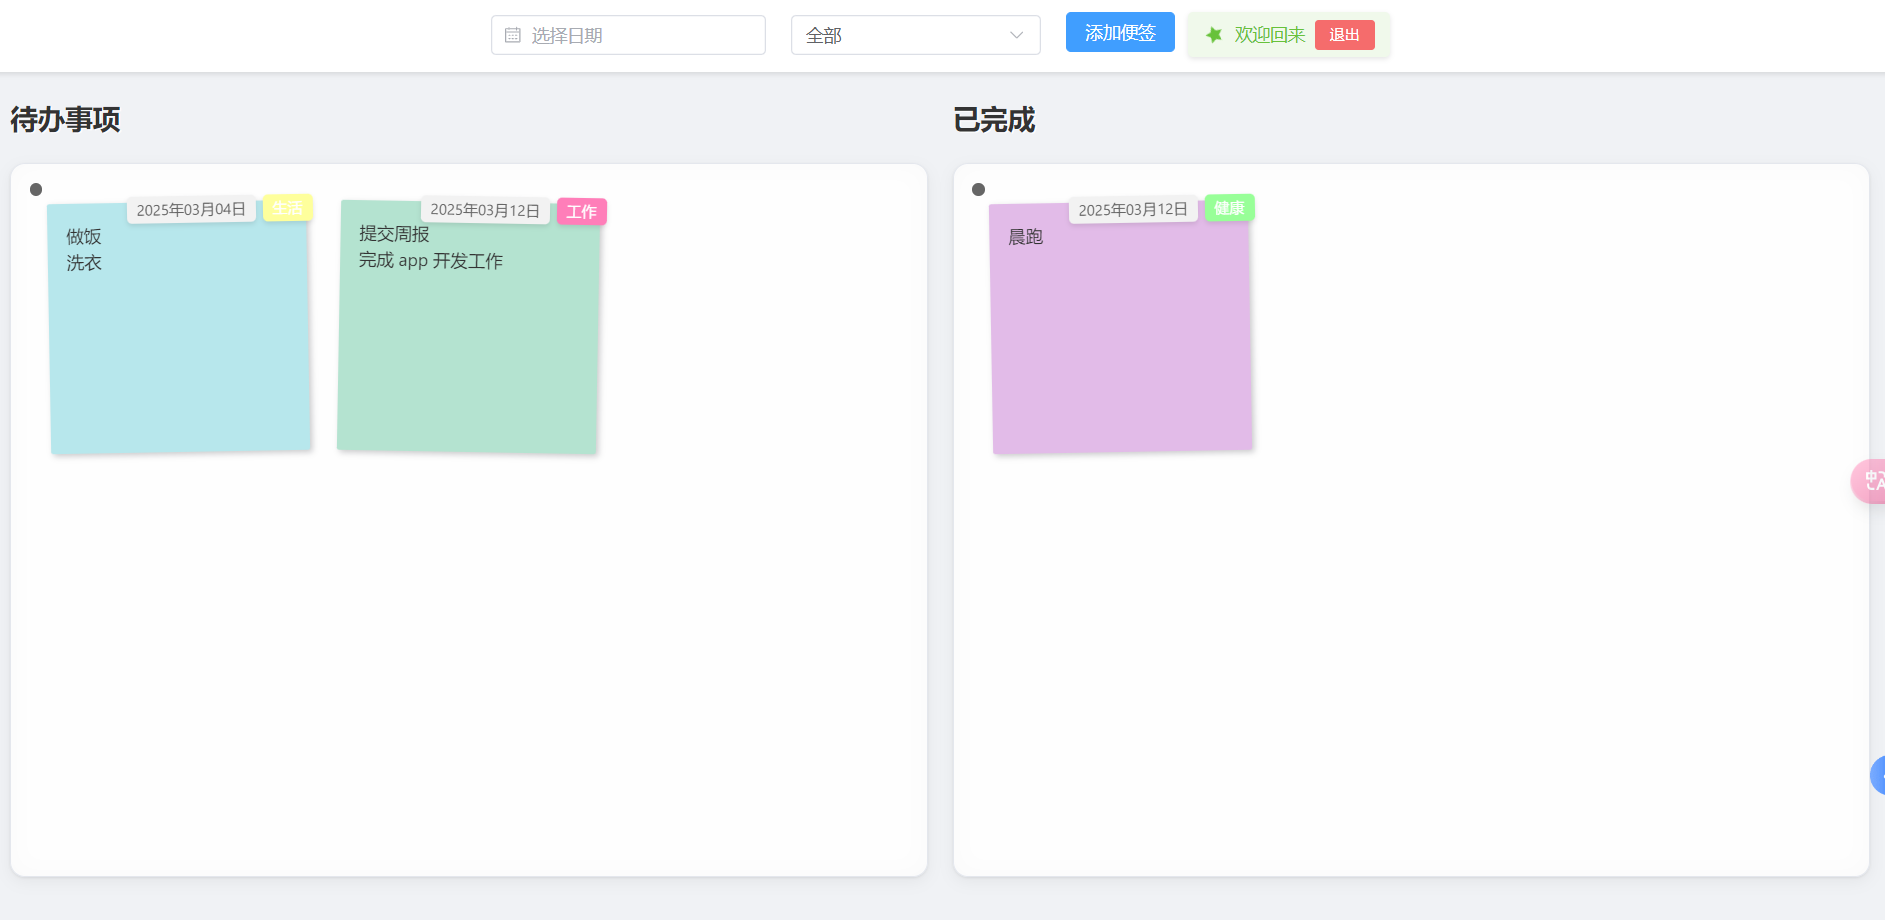 选择日期
全部
添加便签
欢迎回来
退出
待办事项
已完成
2025年03月04日
生活
做饭
洗衣
2025年03月12日
工作
提交周报
完成 app 开发工作
2025年03月12日
健康
晨跑